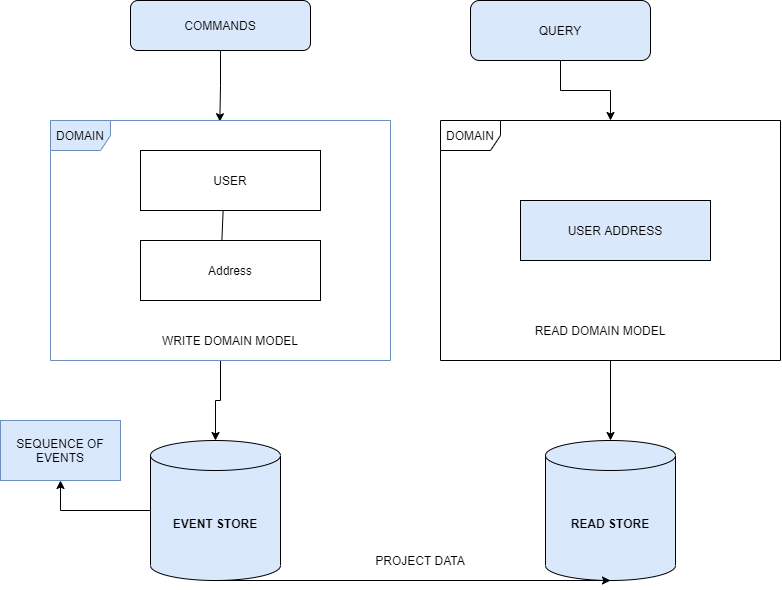 COMMANDS
QUERY
DOMAIN
USER
Address
WRITE DOMAIN MODEL
DOMAIN
USER ADDRESS
READ DOMAIN MODEL
SEQUENCE OF
EVENTS
EVENT STORE
READ STORE
PROJECT DATA